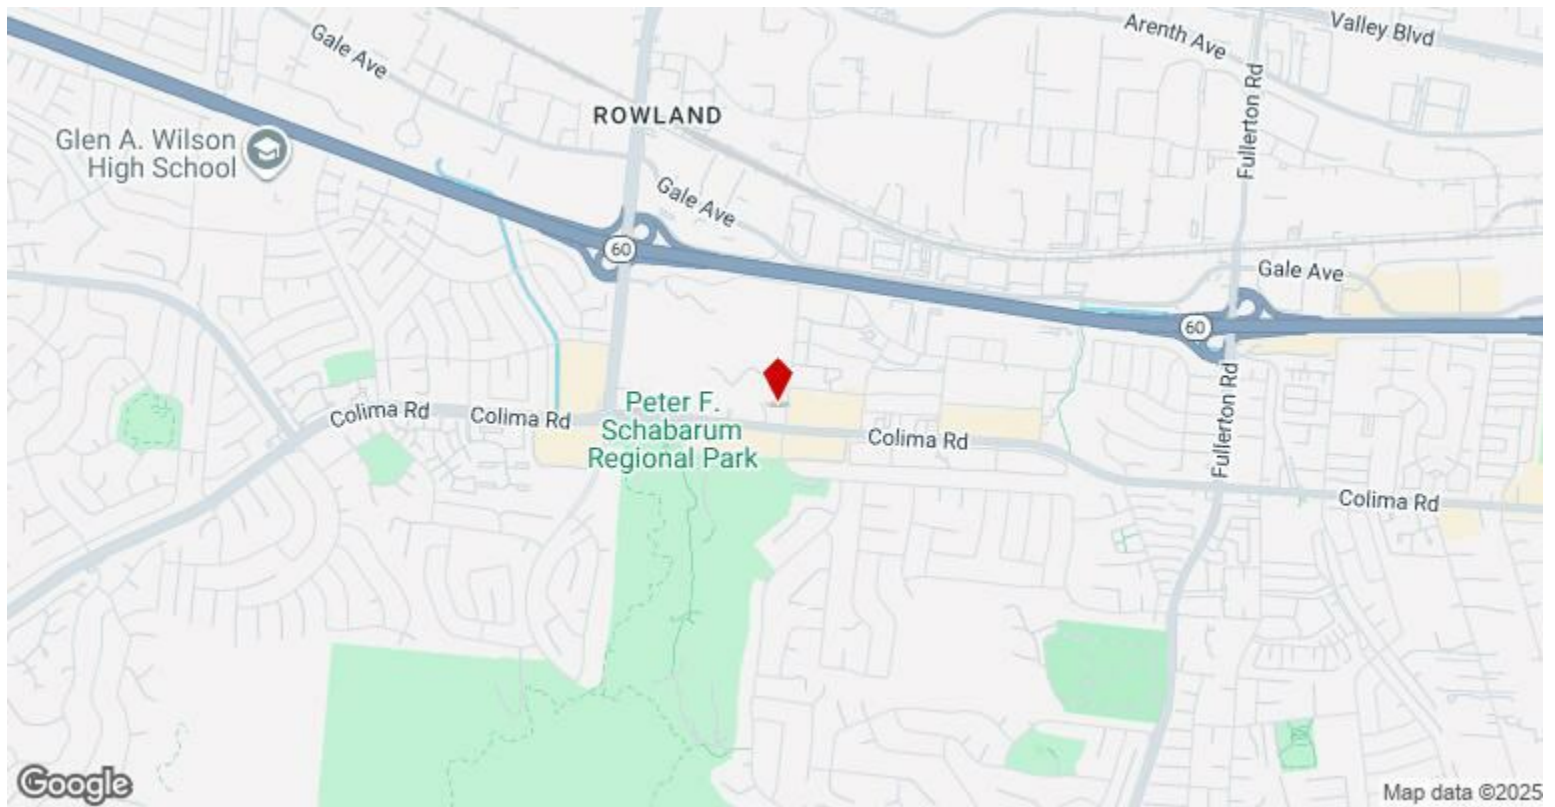 Gale Ave
Arenth Ave
Valley Blvd
ROWLAND
Fullerton Rd
Glen A. Wilson
High School
Gale Ave
60
Gale Ave
60
Peter F.
Schabarum
Regional Park
Colima Rd
Colima Rd
Colima Rd
Fullerton Rd
Colima Rd
Google
Map data ©2025